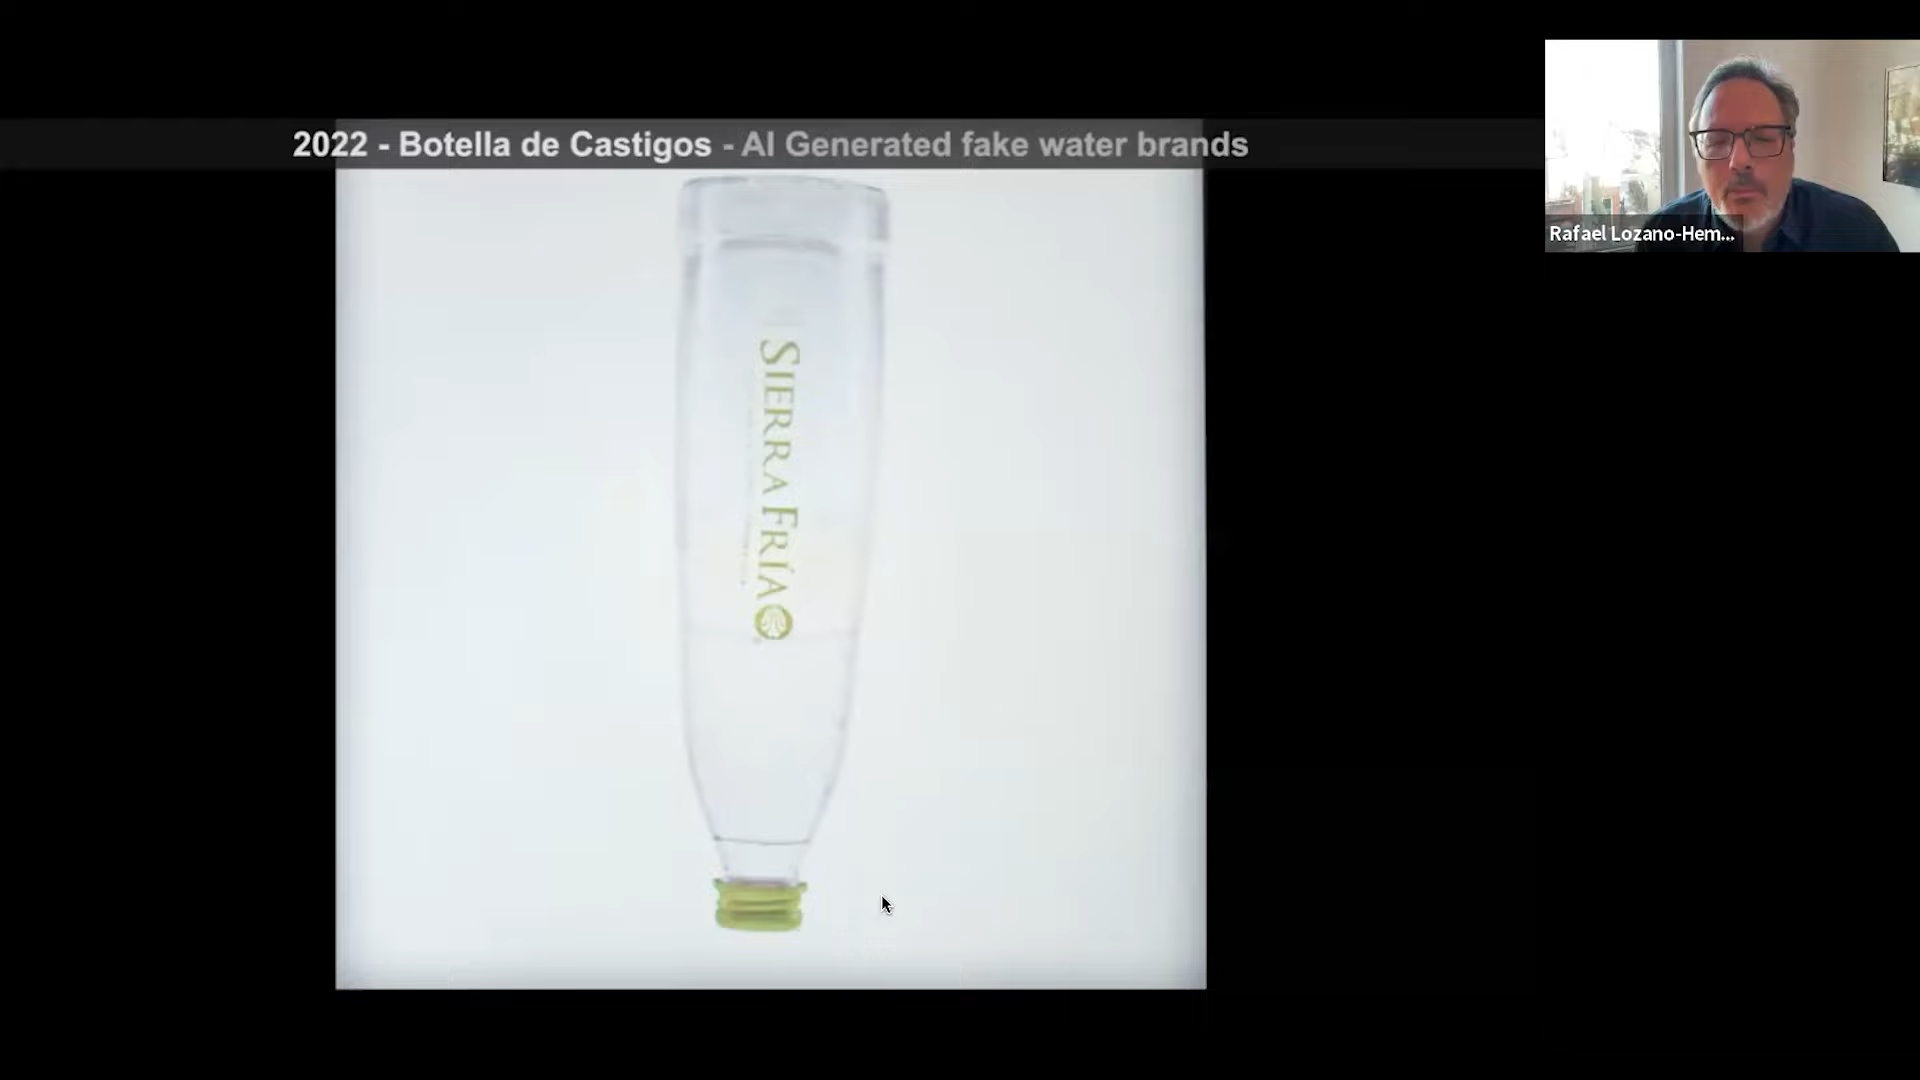 2022 - Botella de Castigos - AI Generated fake water brands
SIERRA FRÍA
Rafael Lozano-Hem...